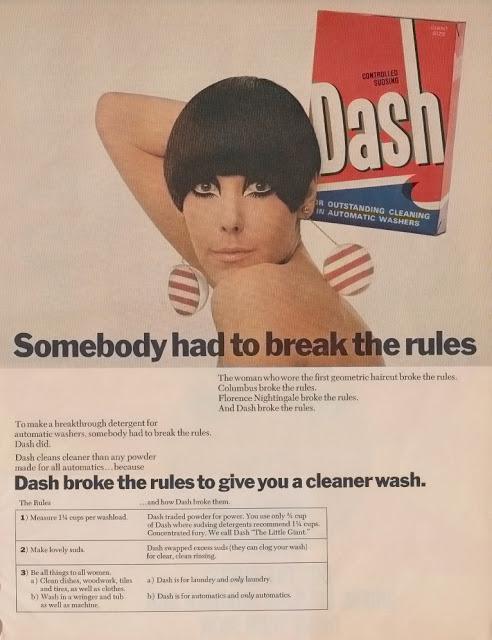 GIANT
SIZE
CONTROLLED
SUDSING
Dash
R OUTSTANDING CLEANING
IN AUTOMATIC WASHERS
Somebody had to break the rules
The woman who wore the first geometric haircut broke the rules.
Columbus broke the rules.
Florence Nightingale broke the rules.
And Dash broke the rules.
To make a breakthrough detergent for
automatic washers, somebody had to break the rules.
Dash did.
Dash cleans cleaner than any powder
made for all automatics...because
Dash broke the rules to give you a cleaner wash.
The Rules ...and how Dash broke them.
1) Measure 1¼ cups per washload.
Dash traded powder for power. You use only ¾ cup
of Dash where sudsing detergents recommend 1¼ cups.
Concentrated fury. We call Dash "The Little Giant."
2) Make lovely suds.
Dash swapped excess suds (they can clog your wash)
for clear, clean rinsing.
3) Be all things to all women.
a) Clean dishes, woodwork, tiles
and tires, as well as clothes.
b) Wash in a wringer and tub
as well as machine.
a) Dash is for laundry and only laundry.
b) Dash is for automatics and only automatics.